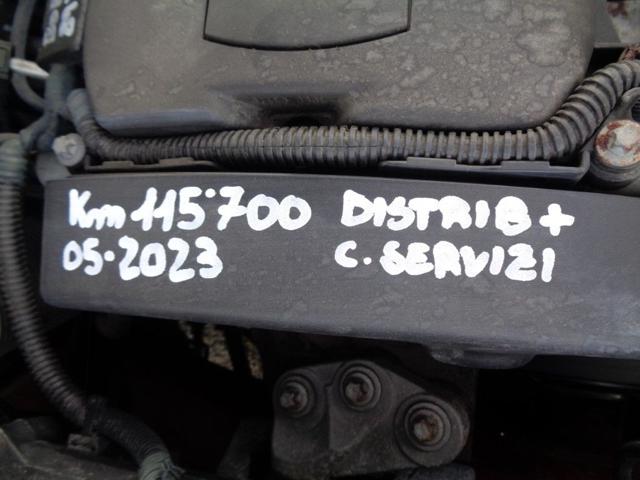 Km 115'700 DISTRIB +
05-2023 C. SERVIZI